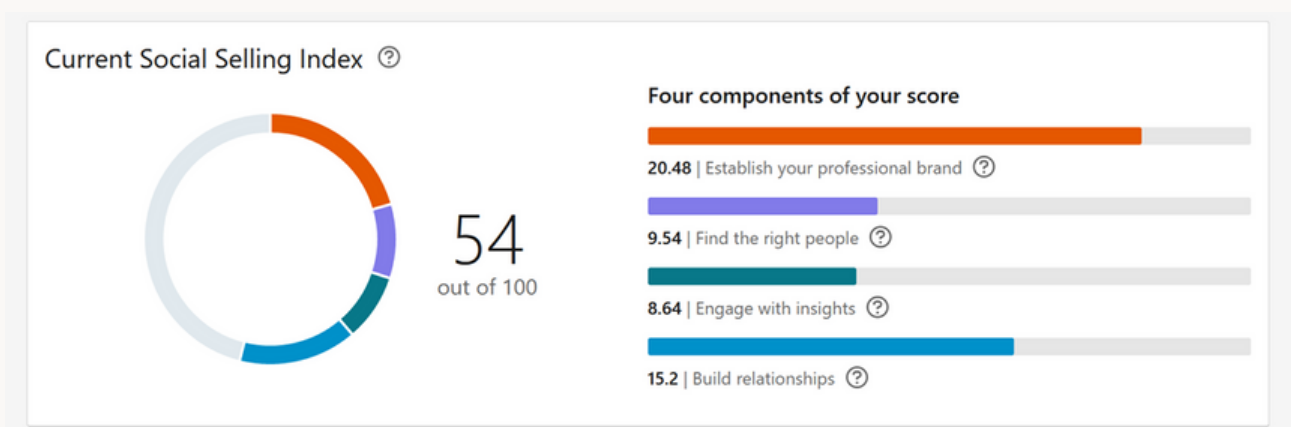 Current Social Selling Index ?
54
out of 100
Four components of your score
20.48 | Establish your professional brand ?
9.54 | Find the right people ?
8.64 | Engage with insights ?
15.2 | Build relationships ?